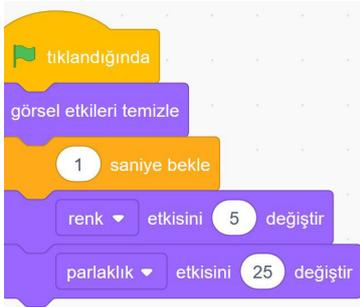 tıklandığında
görsel etkileri temizle
1 saniye bekle
renk etkisini 5 değiştir
parlaklık etkisini 25 değiştir